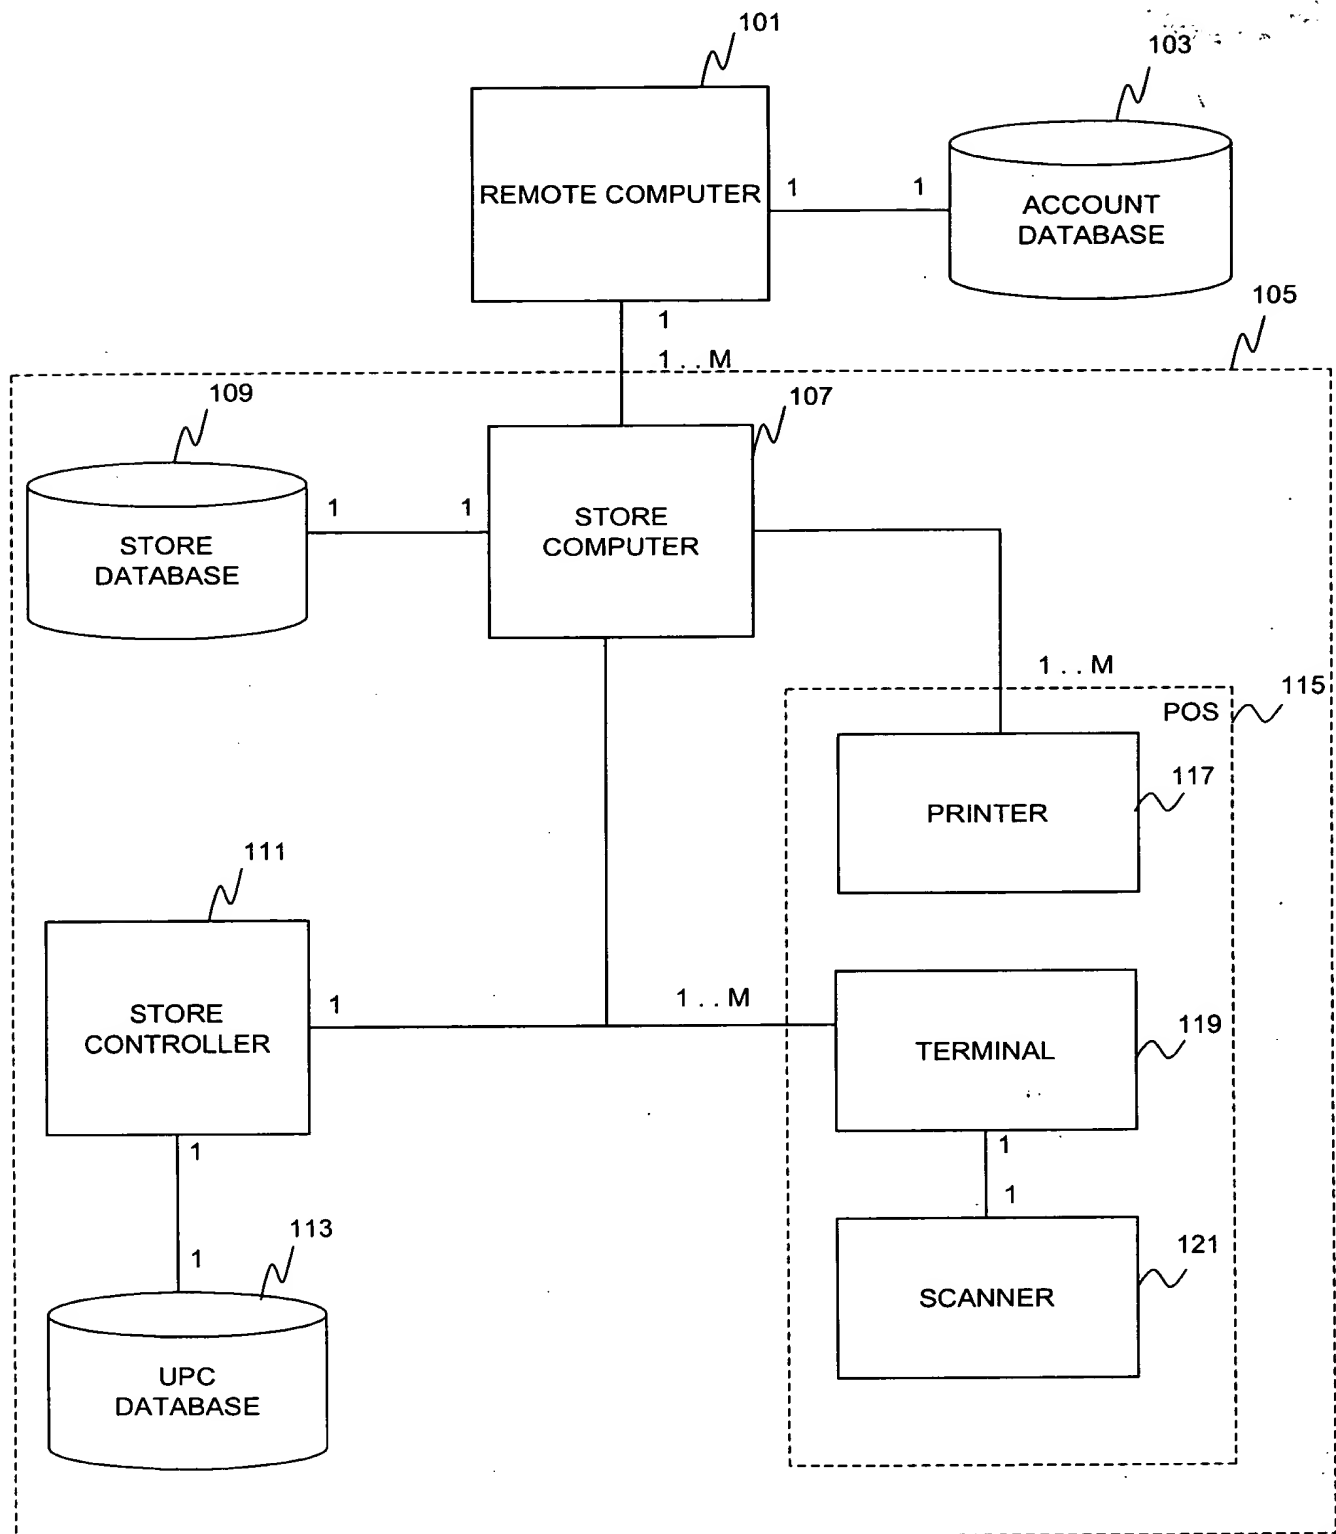 101
103
REMOTE COMPUTER
1 1
ACCOUNT
DATABASE
1
105
1 . . M
109
107
1 1
STORE
COMPUTER
STORE
DATABASE
1 . . M
115
POS
117
PRINTER
111
1
1 . . M
STORE
CONTROLLER
119
TERMINAL
1
1
1
121
113
1
SCANNER
UPC
DATABASE